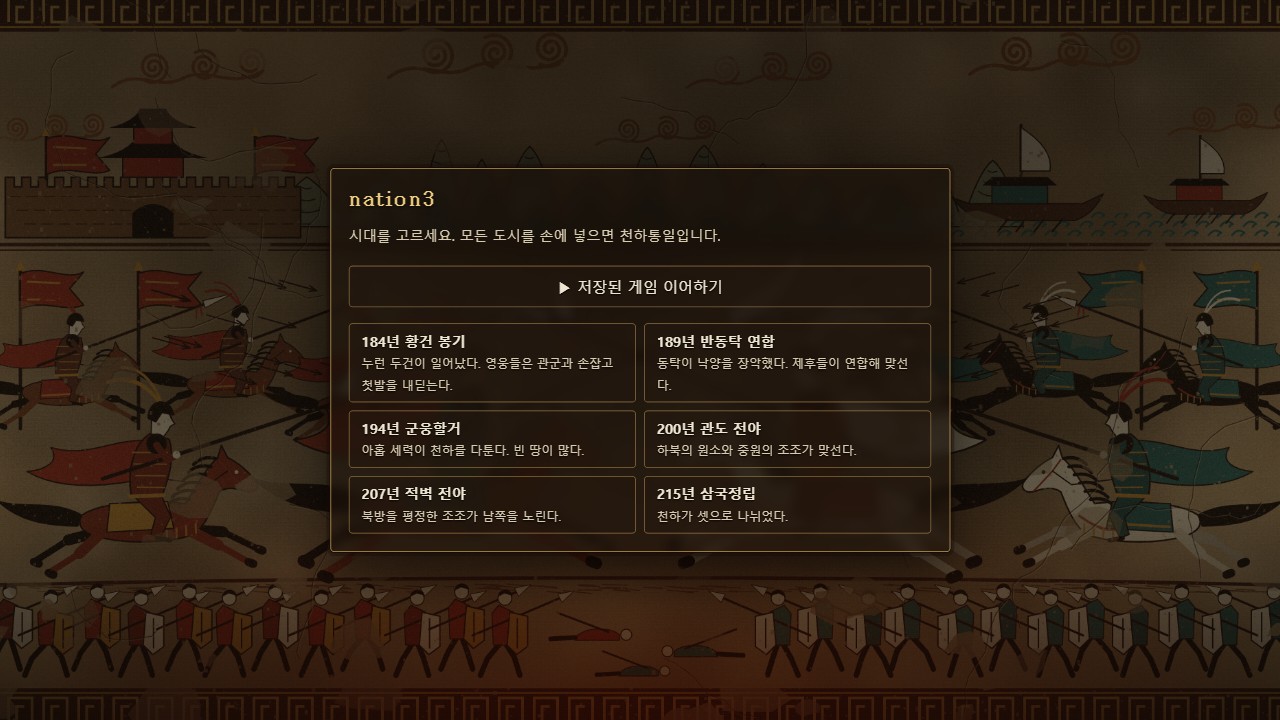 nation3
시대를 고르세요. 모든 도시를 손에 넣으면 천하통일입니다.
▶ 저장된 게임 이어하기
184년 황건 봉기
누런 두건이 일어났다. 영웅들은 관군과 손잡고
첫발을 내딛는다.
189년 반동탁 연합
동탁이 낙양을 장악했다. 제후들이 연합해 맞선
다.
194년 군웅할거
아홉 세력이 천하를 다툰다. 빈 땅이 많다.
200년 관도 전야
하북의 원소와 중원의 조조가 맞선다.
207년 적벽 전야
북방을 평정한 조조가 남쪽을 노린다.
215년 삼국정립
천하가 셋으로 나뉘었다.